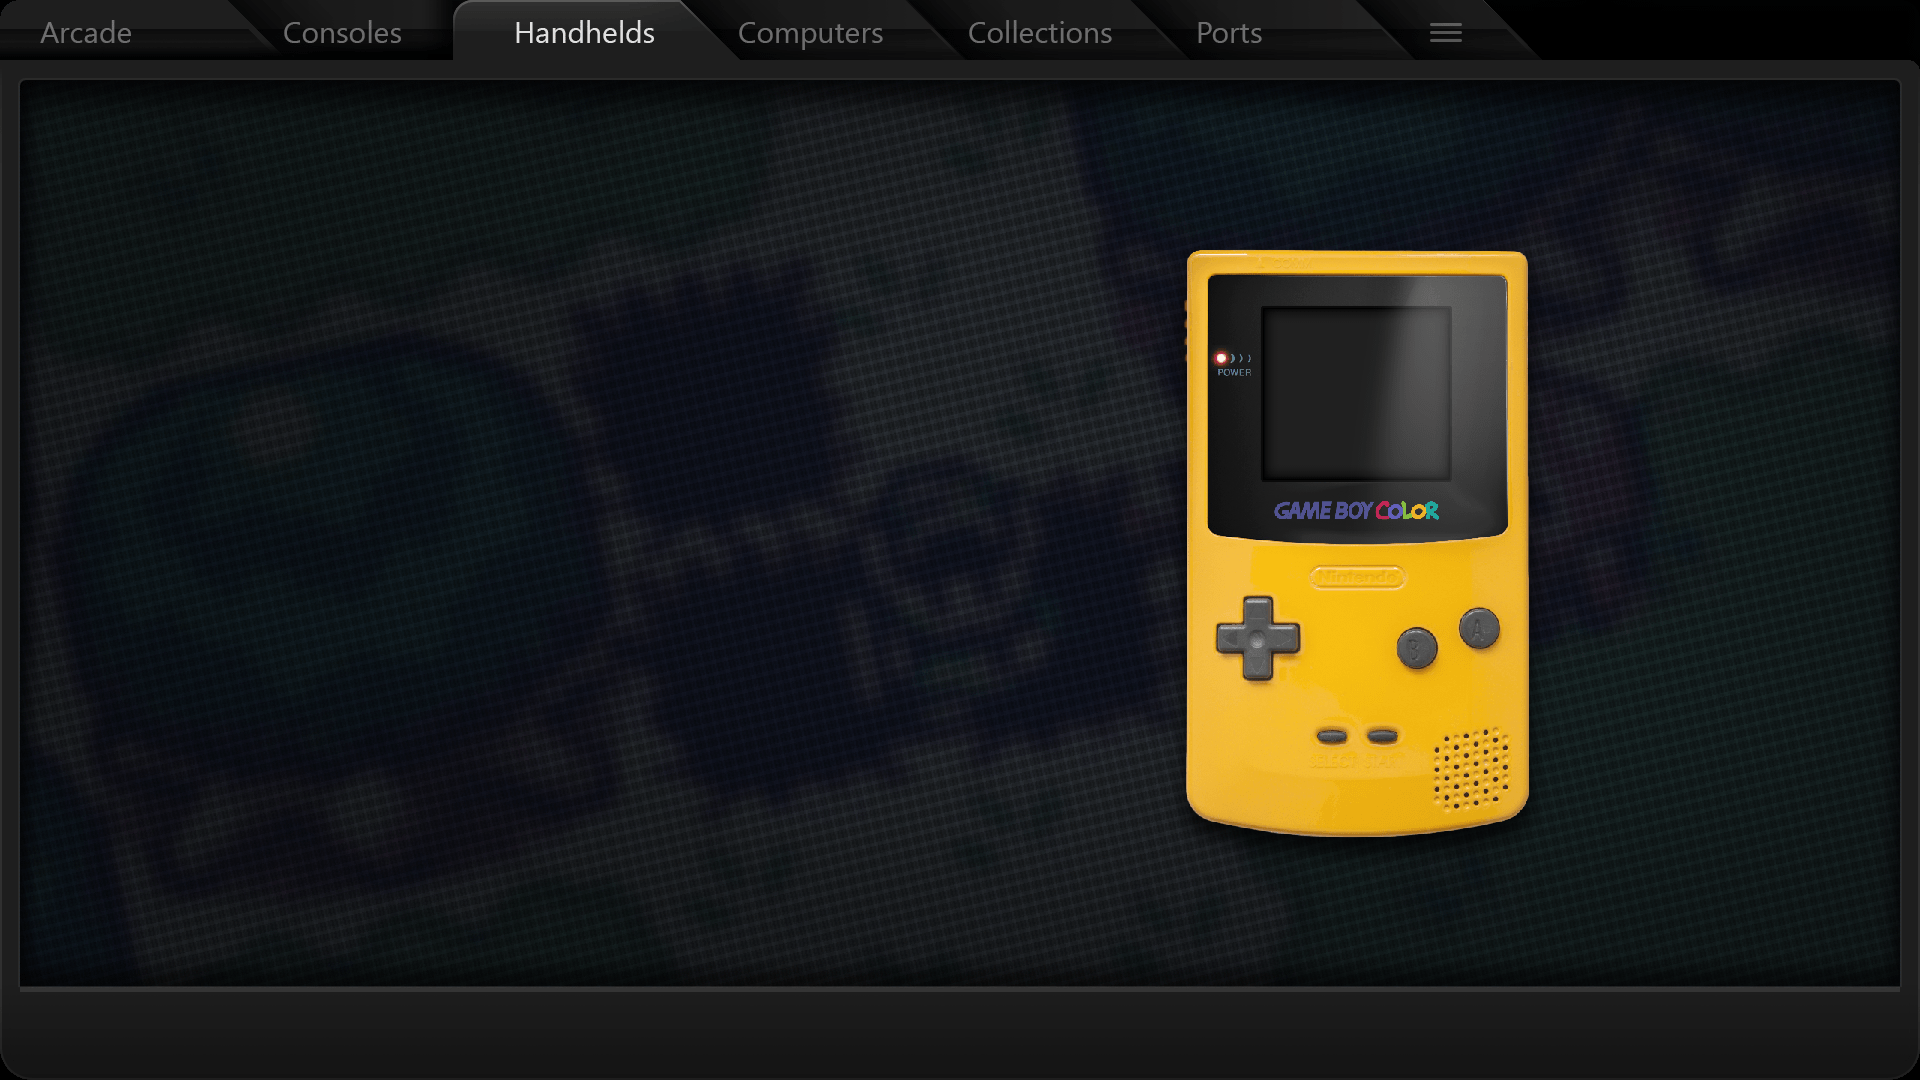 Arcade
Consoles
Handhelds
Computers
Collections
Ports
POWER
GAME BOY COLOR
Nintendo
B
A
SELECT START